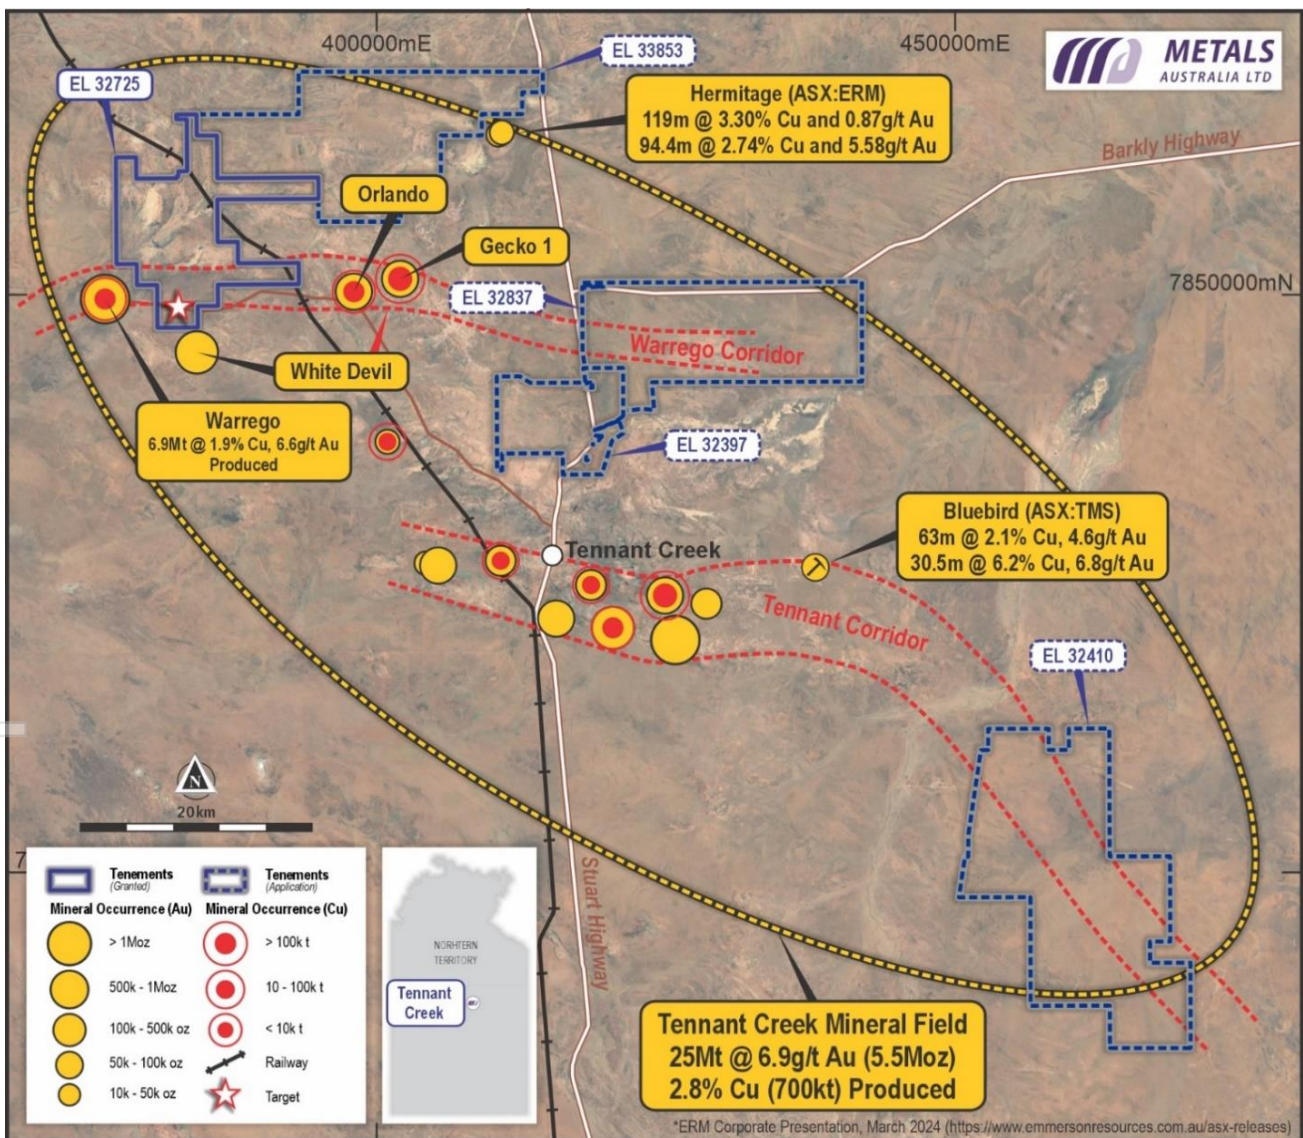 400000mE
450000mE
METALS
AUSTRALIA LTD
EL 33853
EL 32725
Hermitage (ASX:ERM)
119m @ 3.30% Cu and 0.87g/t Au
94.4m @ 2.74% Cu and 5.58g/t Au
Barkly Highway
Orlando
Gecko 1
7850000mN
EL 32837
Warrego Corridor
White Devil
Warrego
6.9Mt @ 1.9% Cu, 6.6g/t Au
Produced
EL 32397
Bluebird (ASX:TMS)
63m @ 2.1% Cu, 4.6g/t Au
30.5m @ 6.2% Cu, 6.8g/t Au
Tennant Creek
Tennant Corridor
EL 32410
N
20km
7
Tenements
(Granted)
Tenements
(Application)
Mineral Occurrence (Au)
Mineral Occurrence (Cu)
> 1Moz
> 100k t
500k - 1Moz
10 - 100k t
100k - 500k oz
< 10k t
50k - 100k oz
Railway
10k - 50k oz
Target
NORHTERN
TERRITORY
Tennant
Creek
Stuart Highway
Tennant Creek Mineral Field
25Mt @ 6.9g/t Au (5.5Moz)
2.8% Cu (700kt) Produced
*ERM Corporate Presentation, March 2024 (https://www.emmersonresources.com.au/asx-releases)